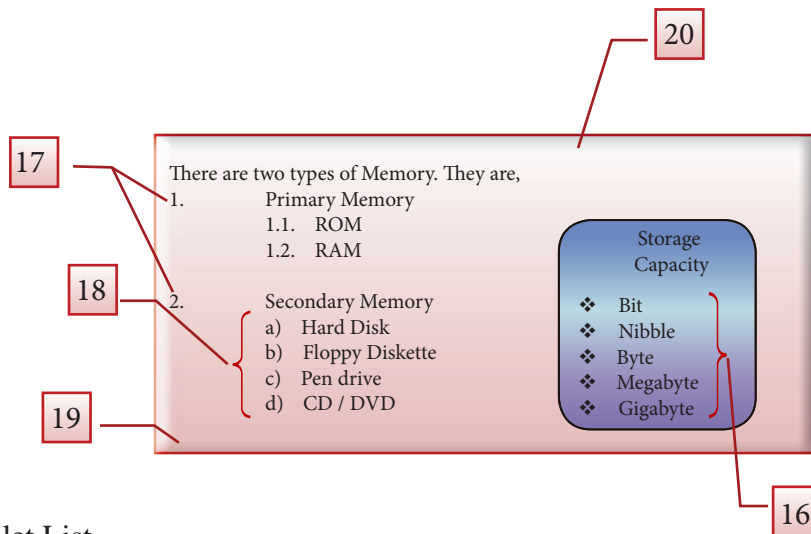 20
17
There are two types of Memory. They are,
1. Primary Memory
1.1. ROM
1.2. RAM
18
2. Secondary Memory
a) Hard Disk
b) Floppy Diskette
c) Pen drive
d) CD / DVD
19
Storage
Capacity
❖ Bit
❖ Nibble
❖ Byte
❖ Megabyte
❖ Gigabyte
16
List